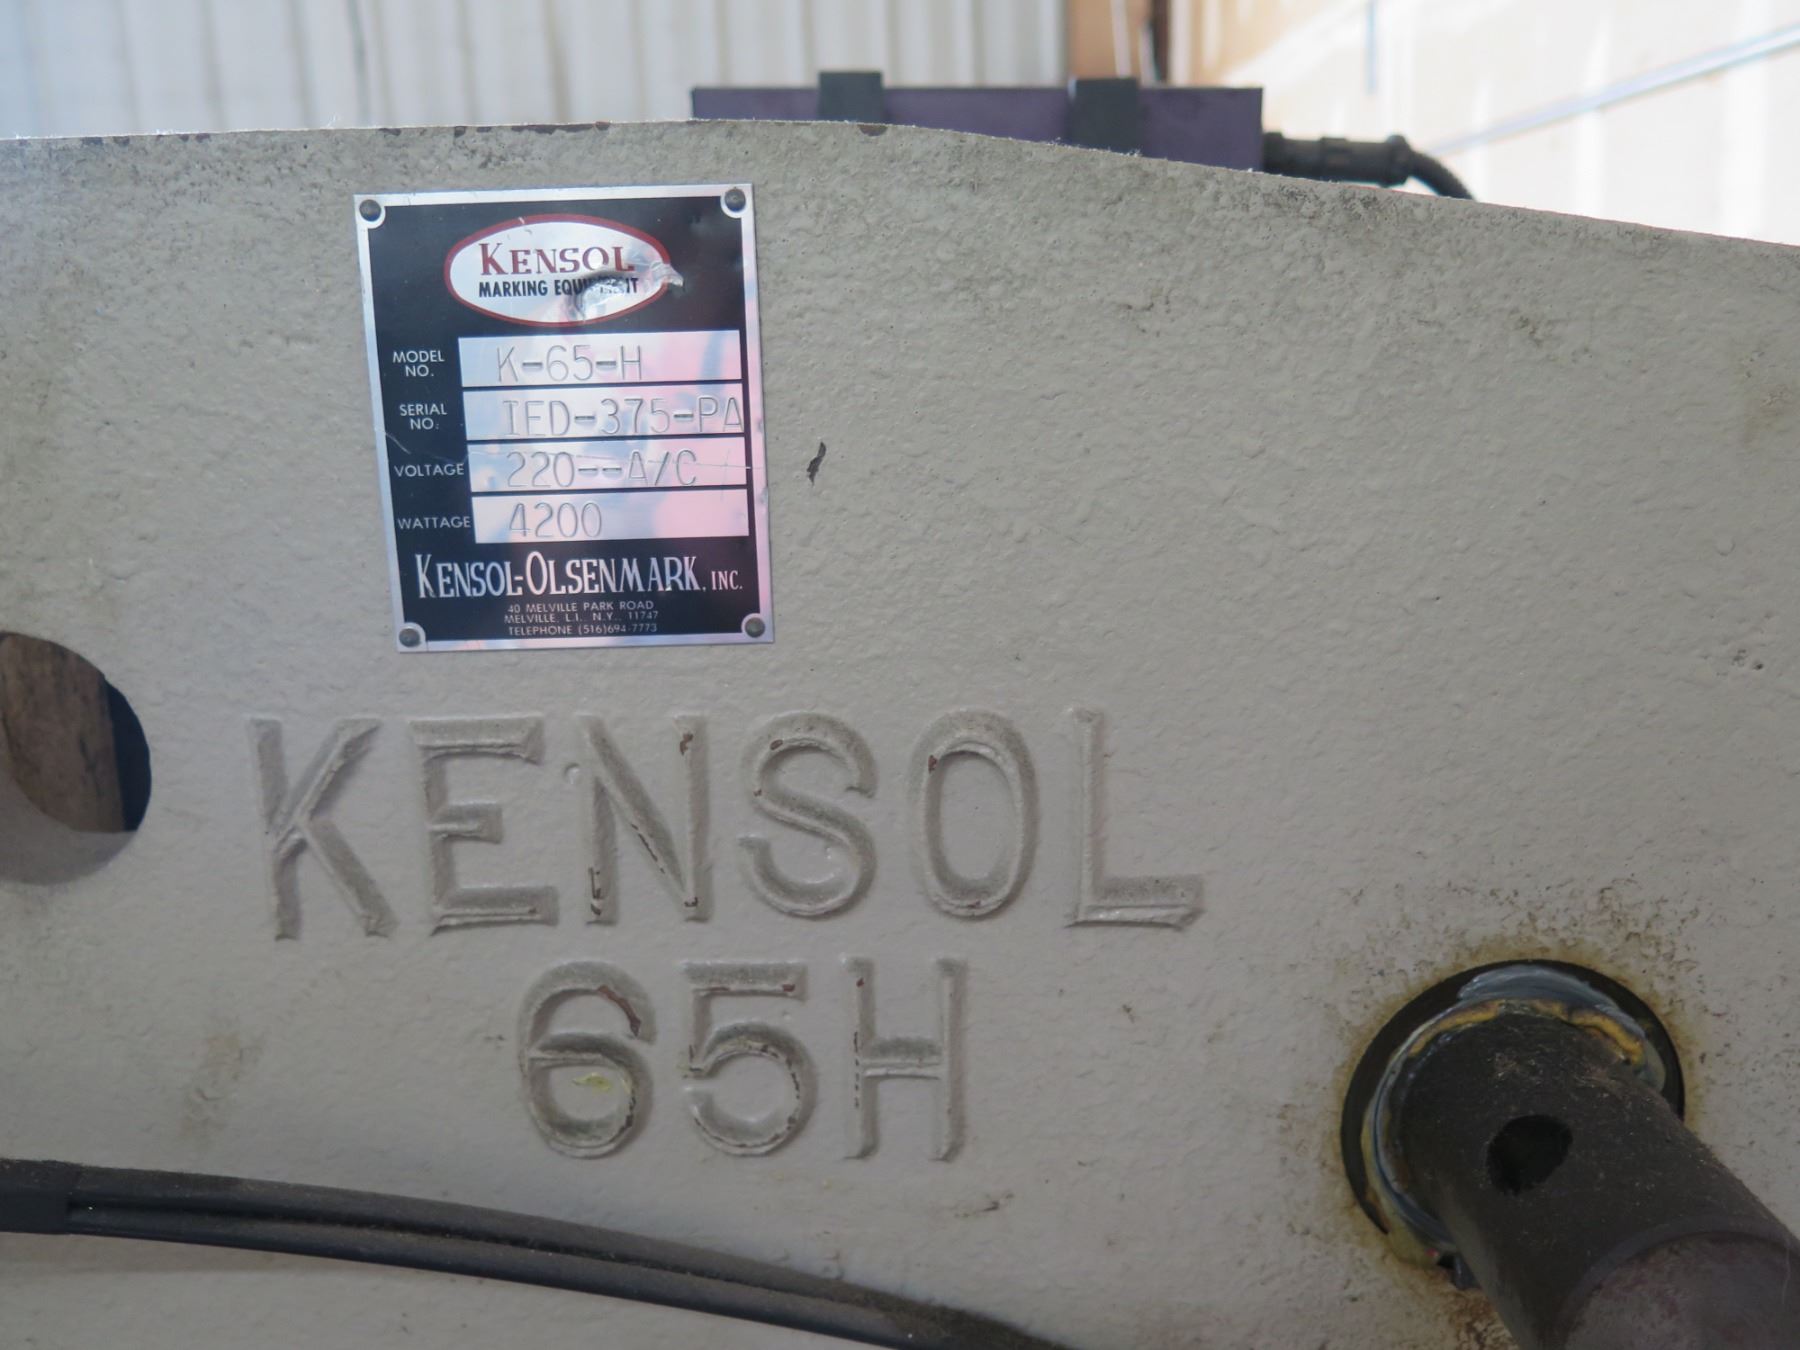 KENSOL
MARKING EQUIPMENT
MODEL NO. K-65-H
SERIAL NO. IED-375-PA
VOLTAGE 220--A/C
WATTAGE 4200
KENSOL-OLSENMARK, INC.
40 MELVILLE PARK ROAD
MELVILLE, L.I., N.Y., 11747
TELEPHONE (516)694-7773
KENSOL
65H